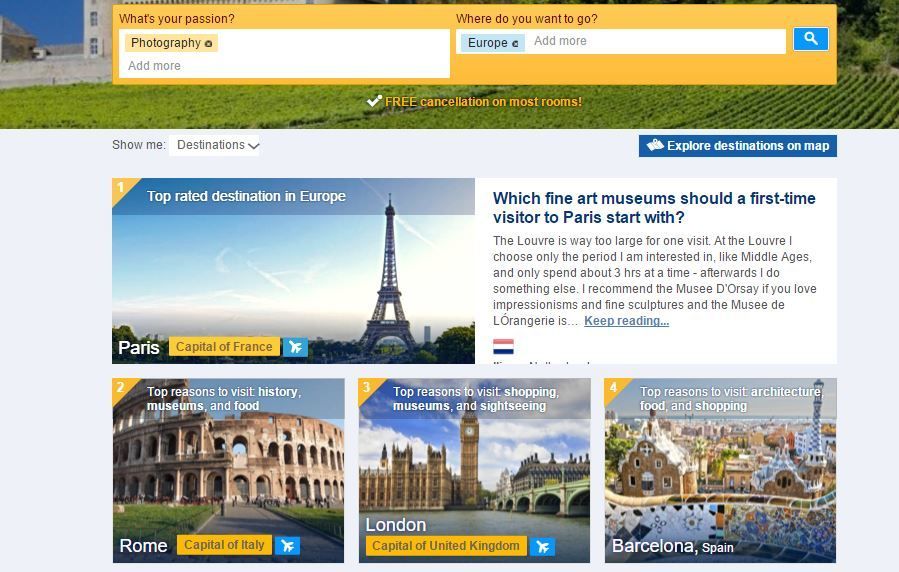 What's your passion?
Where do you want to go?
Photography
Europe
Add more
Add more
FREE cancellation on most rooms!
Show me: Destinations
Explore destinations on map
1
Top rated destination in Europe
Paris
Capital of France
Which fine art museums should a first-time
visitor to Paris start with?
The Louvre is way too large for one visit. At the Louvre I
choose only the period I am interested in, like Middle Ages,
and only spend about 3 hrs at a time - afterwards I do
something else. I recommend the Musee D'Orsay if you love
impressionisms and fine sculptures and the Musee de
LÓrangerie is... Keep reading...
2
Top reasons to visit: history,
museums, and food
Rome
Capital of Italy
3
Top reasons to visit: shopping,
museums, and sightseeing
London
Capital of United Kingdom
4
Top reasons to visit: architecture,
food, and shopping
Barcelona, Spain